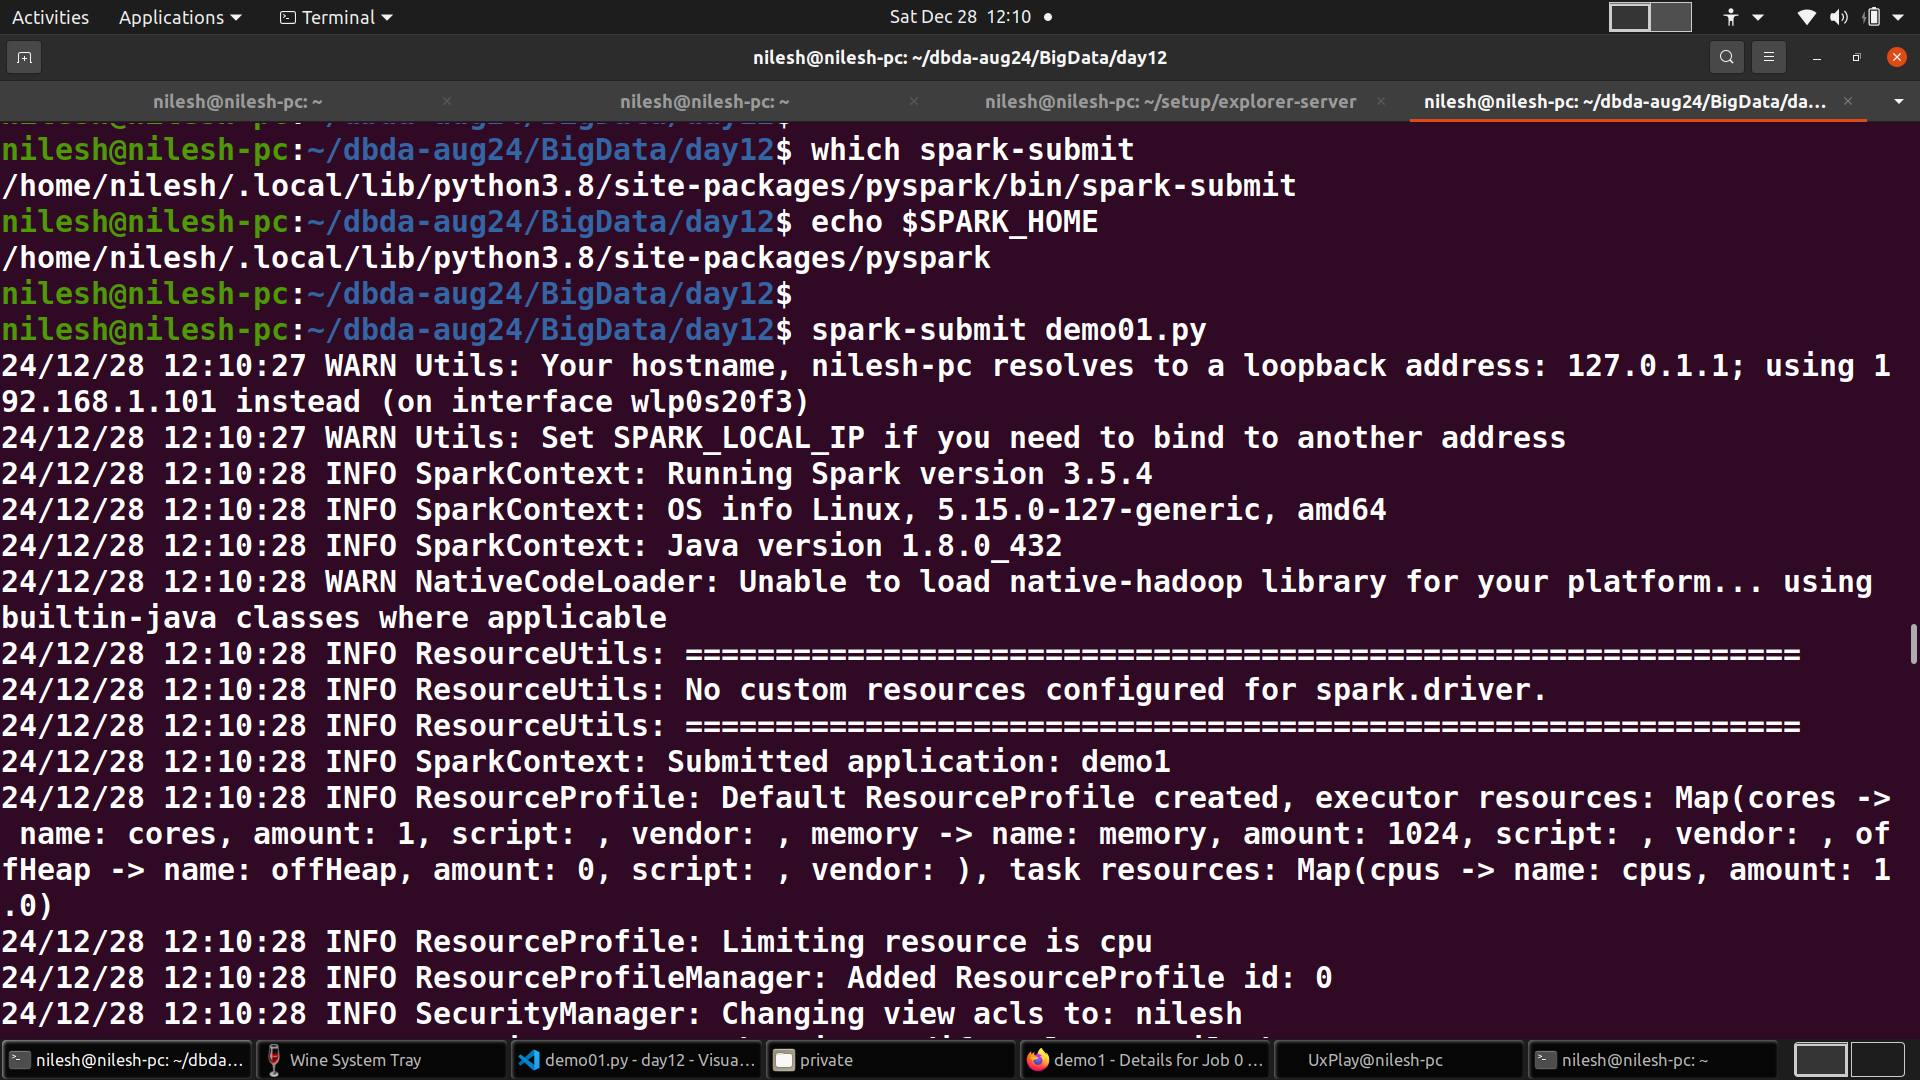 Activities Applications Terminal Sat Dec 28 12:10
nilesh@nilesh-pc: ~/dbda-aug24/BigData/day12
nilesh@nilesh-pc: ~ nilesh@nilesh-pc: ~ nilesh@nilesh-pc: ~/setup/explorer-server nilesh@nilesh-pc: ~/dbda-aug24/BigData/da...
nilesh@nilesh-pc:~/dbda-aug24/BigData/day12$
nilesh@nilesh-pc:~/dbda-aug24/BigData/day12$ which spark-submit
/home/nilesh/.local/lib/python3.8/site-packages/pyspark/bin/spark-submit
nilesh@nilesh-pc:~/dbda-aug24/BigData/day12$ echo $SPARK_HOME
/home/nilesh/.local/lib/python3.8/site-packages/pyspark
nilesh@nilesh-pc:~/dbda-aug24/BigData/day12$
nilesh@nilesh-pc:~/dbda-aug24/BigData/day12$ spark-submit demo01.py
24/12/28 12:10:27 WARN Utils: Your hostname, nilesh-pc resolves to a loopback address: 127.0.1.1; using 1
92.168.1.101 instead (on interface wlp0s20f3)
24/12/28 12:10:27 WARN Utils: Set SPARK_LOCAL_IP if you need to bind to another address
24/12/28 12:10:28 INFO SparkContext: Running Spark version 3.5.4
24/12/28 12:10:28 INFO SparkContext: OS info Linux, 5.15.0-127-generic, amd64
24/12/28 12:10:28 INFO SparkContext: Java version 1.8.0_432
24/12/28 12:10:28 WARN NativeCodeLoader: Unable to load native-hadoop library for your platform... using
builtin-java classes where applicable
24/12/28 12:10:28 INFO ResourceUtils: ==============================================================
24/12/28 12:10:28 INFO ResourceUtils: No custom resources configured for spark.driver.
24/12/28 12:10:28 INFO ResourceUtils: ==============================================================
24/12/28 12:10:28 INFO SparkContext: Submitted application: demo1
24/12/28 12:10:28 INFO ResourceProfile: Default ResourceProfile created, executor resources: Map(cores ->
 name: cores, amount: 1, script: , vendor: , memory -> name: memory, amount: 1024, script: , vendor: , of
fHeap -> name: offHeap, amount: 0, script: , vendor: ), task resources: Map(cpus -> name: cpus, amount: 1
.0)
24/12/28 12:10:28 INFO ResourceProfile: Limiting resource is cpu
24/12/28 12:10:28 INFO ResourceProfileManager: Added ResourceProfile id: 0
24/12/28 12:10:28 INFO SecurityManager: Changing view acls to: nilesh
nilesh@nilesh-pc: ~/dbda... Wine System Tray demo01.py - day12 - Visua... private demo1 - Details for Job 0 ... UxPlay@nilesh-pc nilesh@nilesh-pc: ~